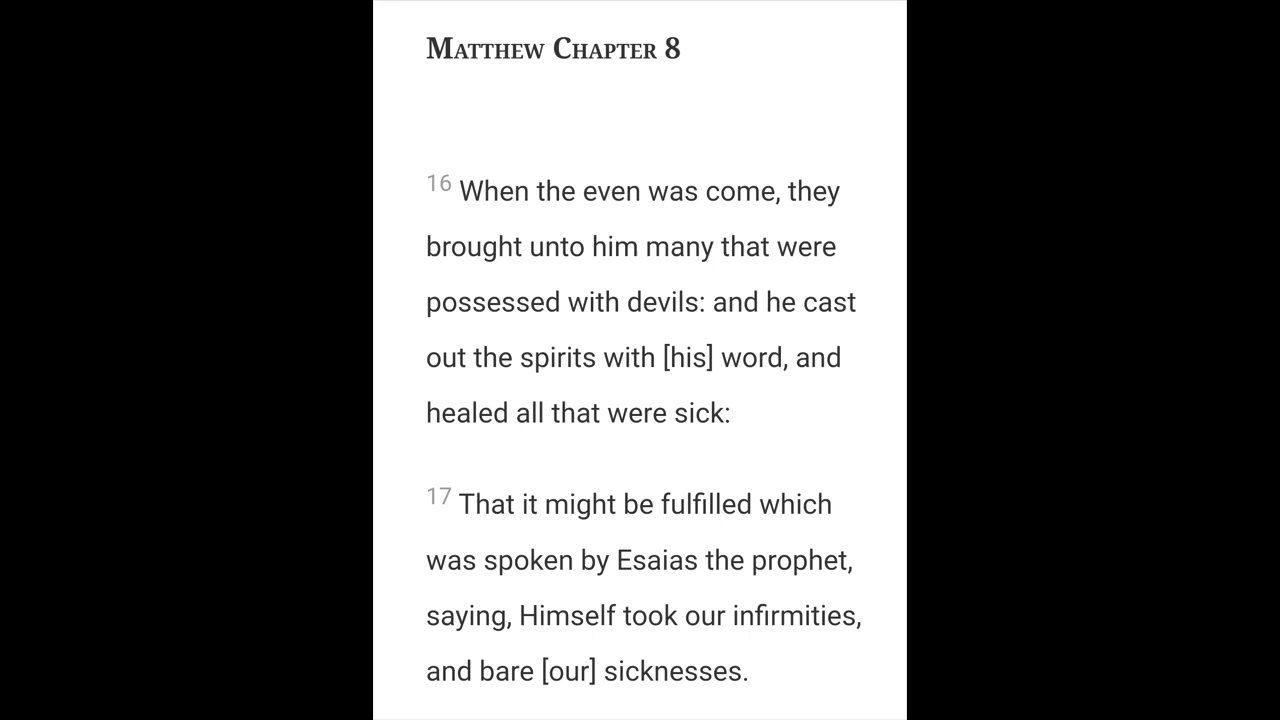 Matthew Chapter 8
16 When the even was come, they
brought unto him many that were
possessed with devils: and he cast
out the spirits with [his] word, and
healed all that were sick:
17 That it might be fulfilled which
was spoken by Esaias the prophet,
saying, Himself took our infirmities,
and bare [our] sicknesses.